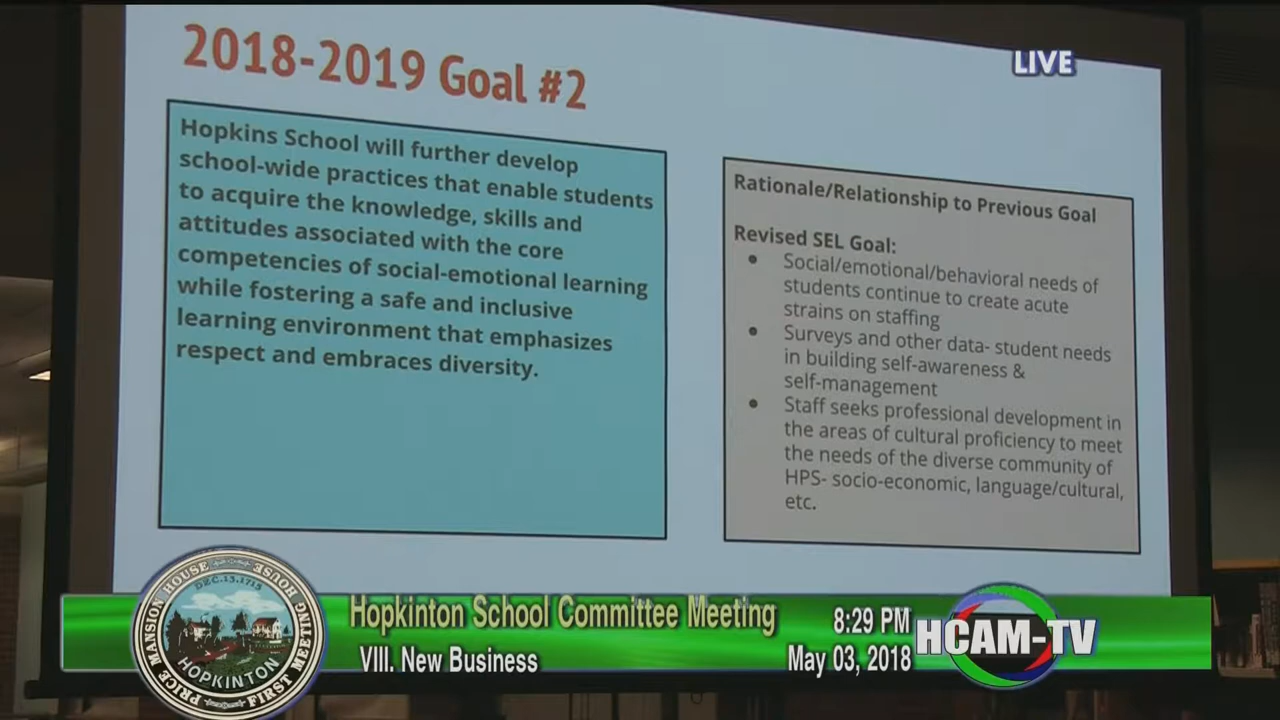 2018-2019 Goal #2
LIVE
Hopkins School will further develop
school-wide practices that enable students
to acquire the knowledge, skills and
attitudes associated with the core
competencies of social-emotional learning
while fostering a safe and inclusive
learning environment that emphasizes
respect and embraces diversity.
Rationale/Relationship to Previous Goal
Revised SEL Goal:
● Social/emotional/behavioral needs of
students continue to create acute
strains on staffing
● Surveys and other data- student needs
in building self-awareness &
self-management
● Staff seeks professional development in
the areas of cultural proficiency to meet
the needs of the diverse community of
HPS- socio-economic, language/cultural,
etc.
PRICE MANSION HOUSE HOUSE FIRST MEETING
DEC.13.1715
HOPKINTON
Hopkinton School Committee Meeting
VIII. New Business
8:29 PM
May 03, 2018
HCAM-TV